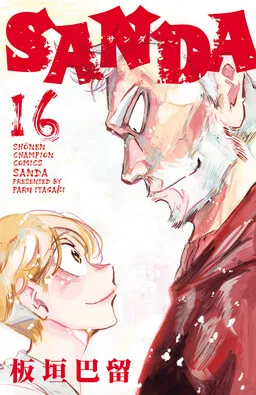 SANDA
サンダ
16
SHŌNEN
CHAMPION
COMICS
SANDA
PRESENTED BY
PARU ITAGAKI
板垣巴留